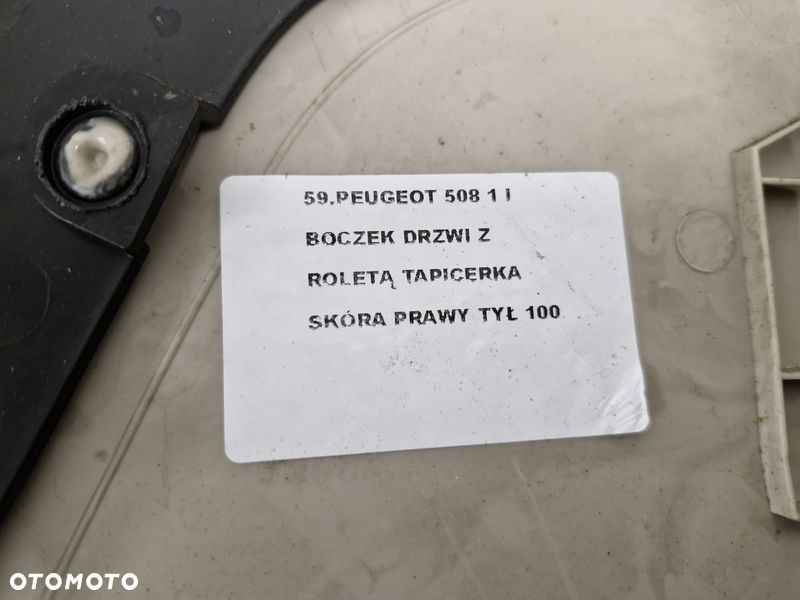 59.PEUGEOT 508 1 I
BOCZEK DRZWI Z
ROLETĄ TAPICERKA
SKÓRA PRAWY TYŁ 100
OTOMOTO